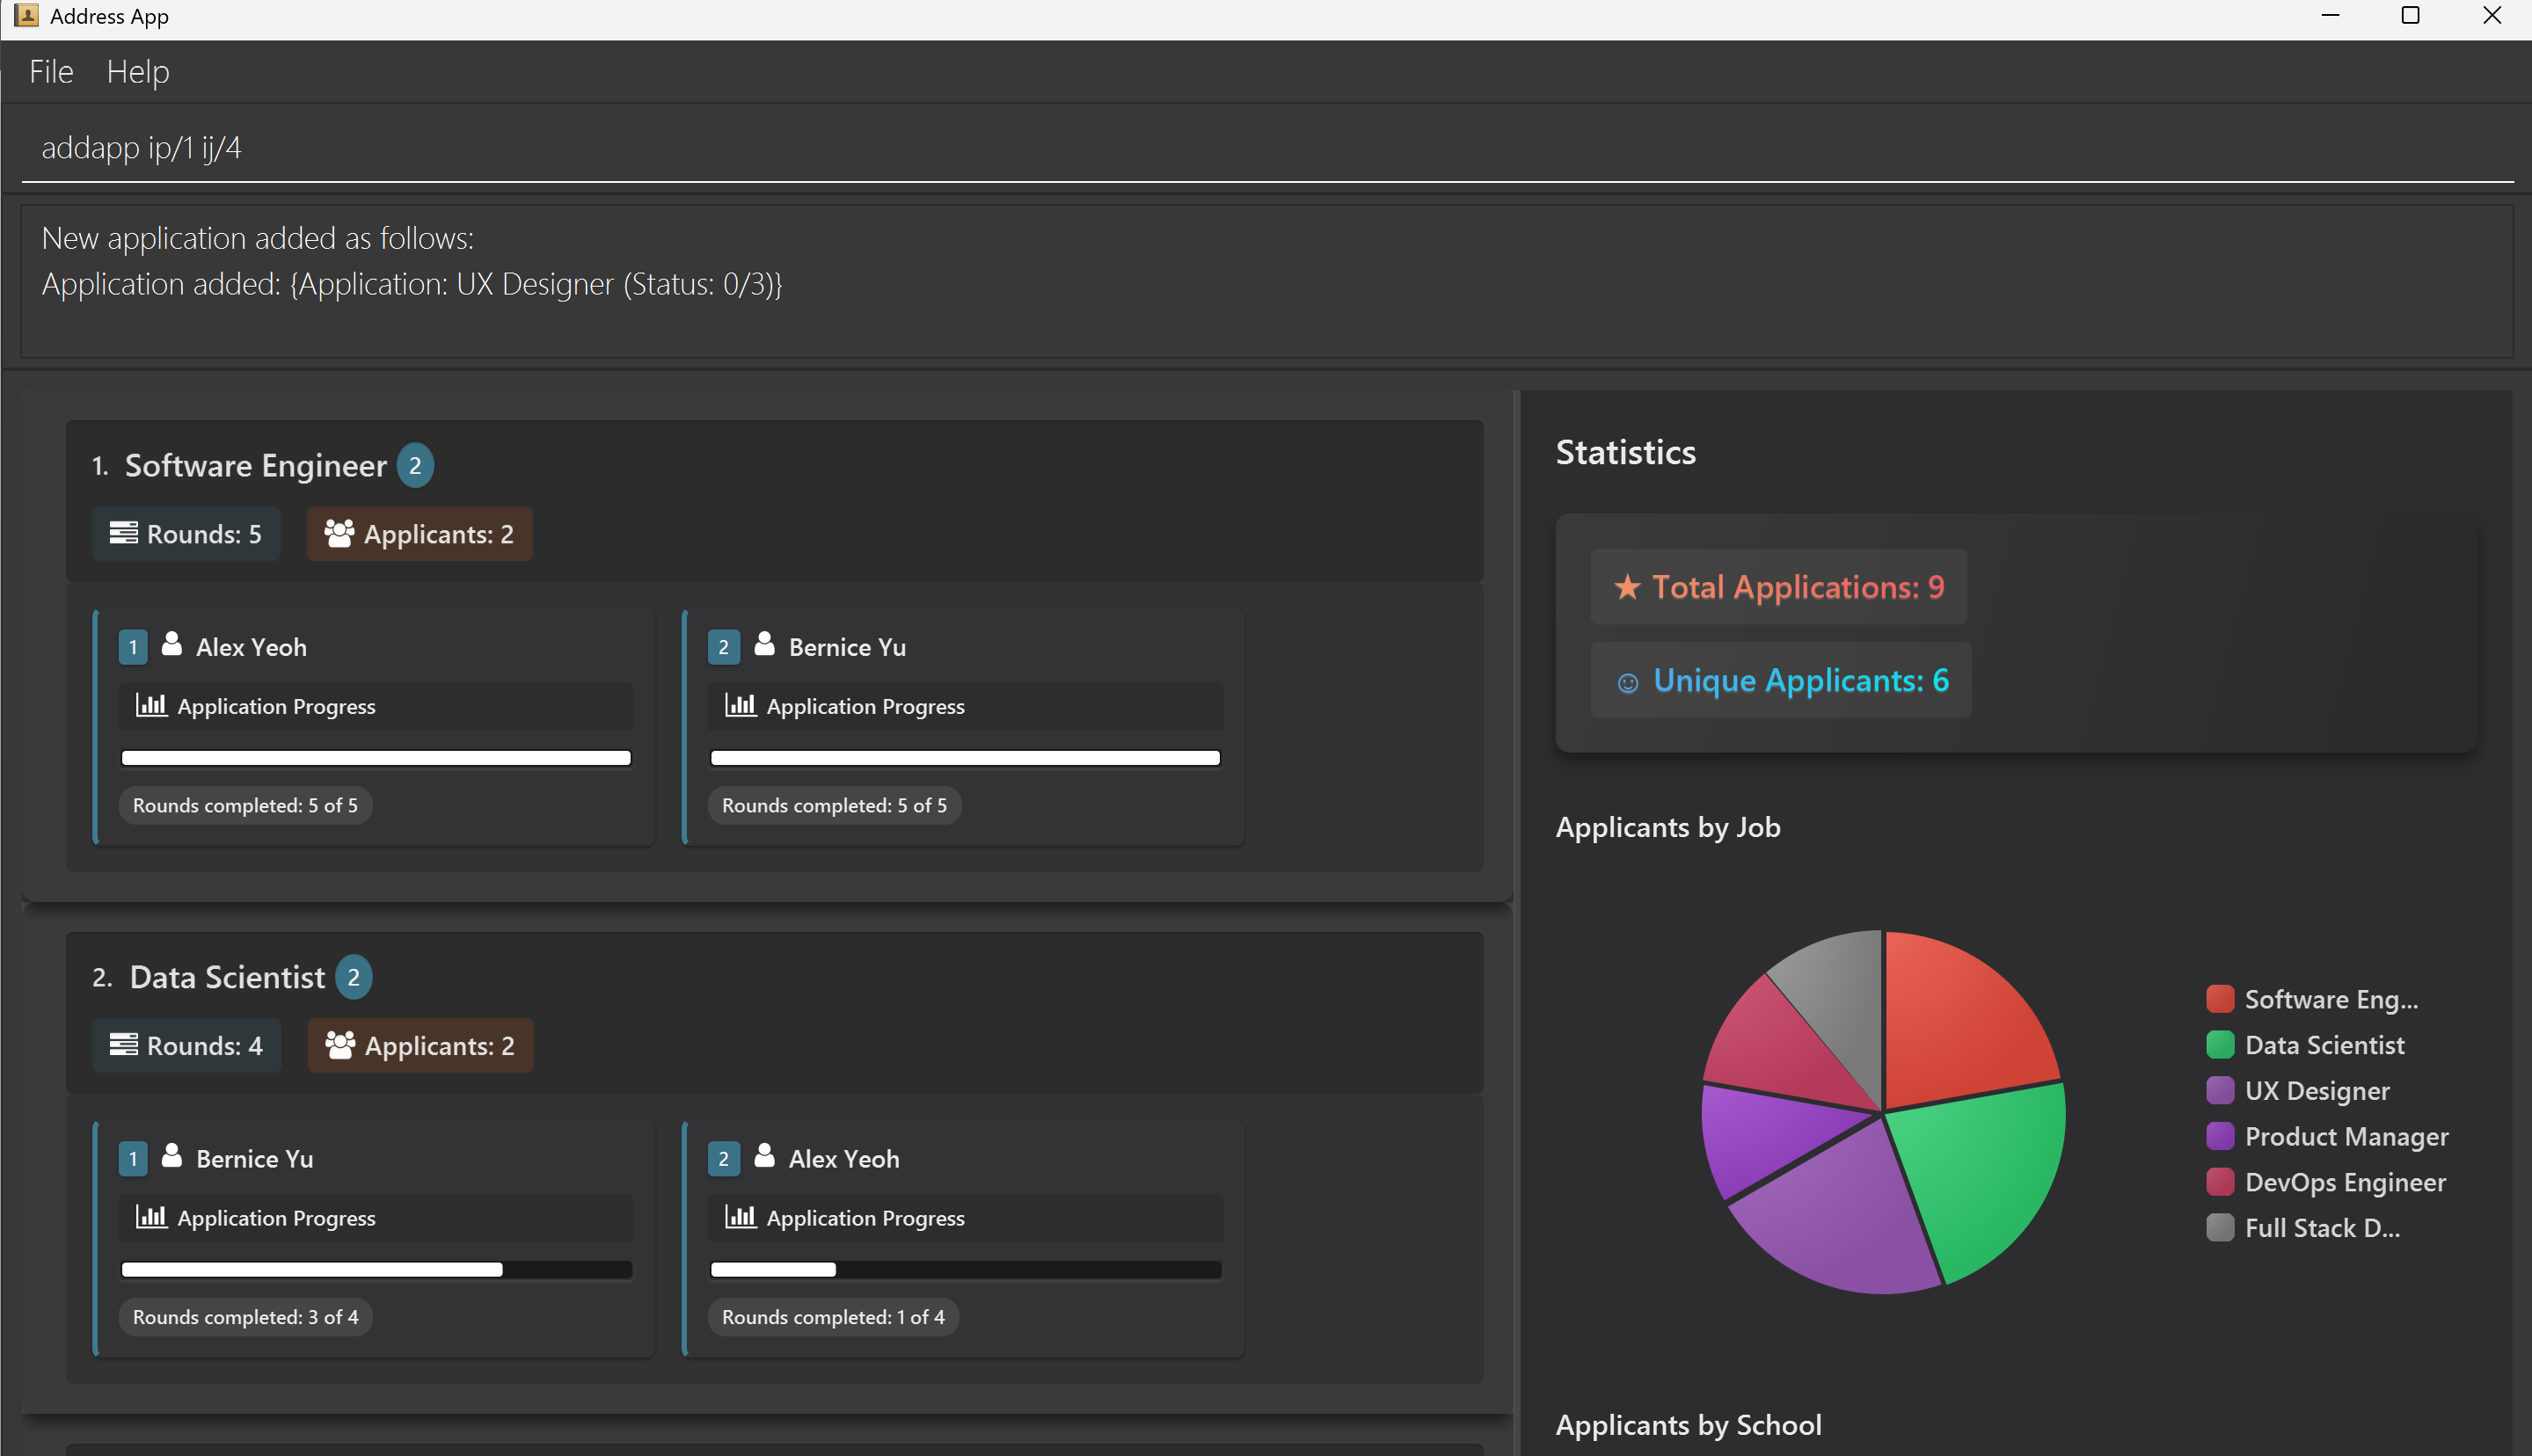 Address App
File Help
addapp ip/1 ij/4
New application added as follows:
Application added: {Application: UX Designer (Status: 0/3)}
1. Software Engineer 2
Rounds: 5 Applicants: 2
1 Alex Yeoh
Application Progress
Rounds completed: 5 of 5
2 Bernice Yu
Application Progress
Rounds completed: 5 of 5
2. Data Scientist 2
Rounds: 4 Applicants: 2
1 Bernice Yu
Application Progress
Rounds completed: 3 of 4
2 Alex Yeoh
Application Progress
Rounds completed: 1 of 4
Statistics
★ Total Applications: 9
☺ Unique Applicants: 6
Applicants by Job
Software Eng...
Data Scientist
UX Designer
Product Manager
DevOps Engineer
Full Stack D...
Applicants by School